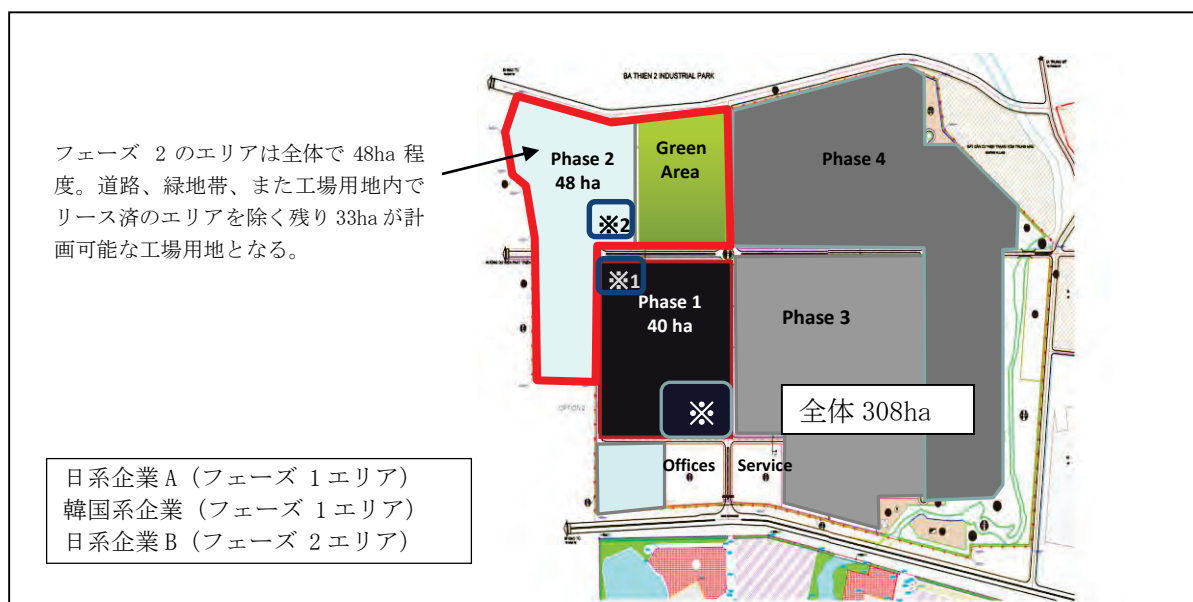 BA THIEN 2 INDUSTRIAL PARK
フェーズ 2 のエリアは全体で 48ha 程
度。道路、緑地帯、また工場用地内で
リース済のエリアを除く残り 33ha が計
画可能な工場用地となる。
Phase 2
48 ha
Green
Area
Phase 4
※2
※1
Phase 1
40 ha
Phase 3
※
全体 308ha
OPTION 2
Offices
Service
日系企業 A（フェーズ 1 エリア）
韓国系企業（フェーズ 1 エリア）
日系企業 B（フェーズ 2 エリア）